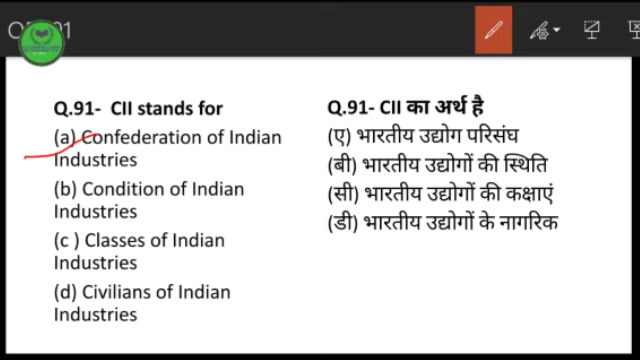 Q.91- CII stands for
(a) Confederation of Indian
Industries
(b) Condition of Indian
Industries
(c ) Classes of Indian
Industries
(d) Civilians of Indian
Industries
Q.91- CII का अर्थ है
(ए) भारतीय उद्योग परिसंघ
(बी) भारतीय उद्योगों की स्थिति
(सी) भारतीय उद्योगों की कक्षाएं
(डी) भारतीय उद्योगों के नागरिक